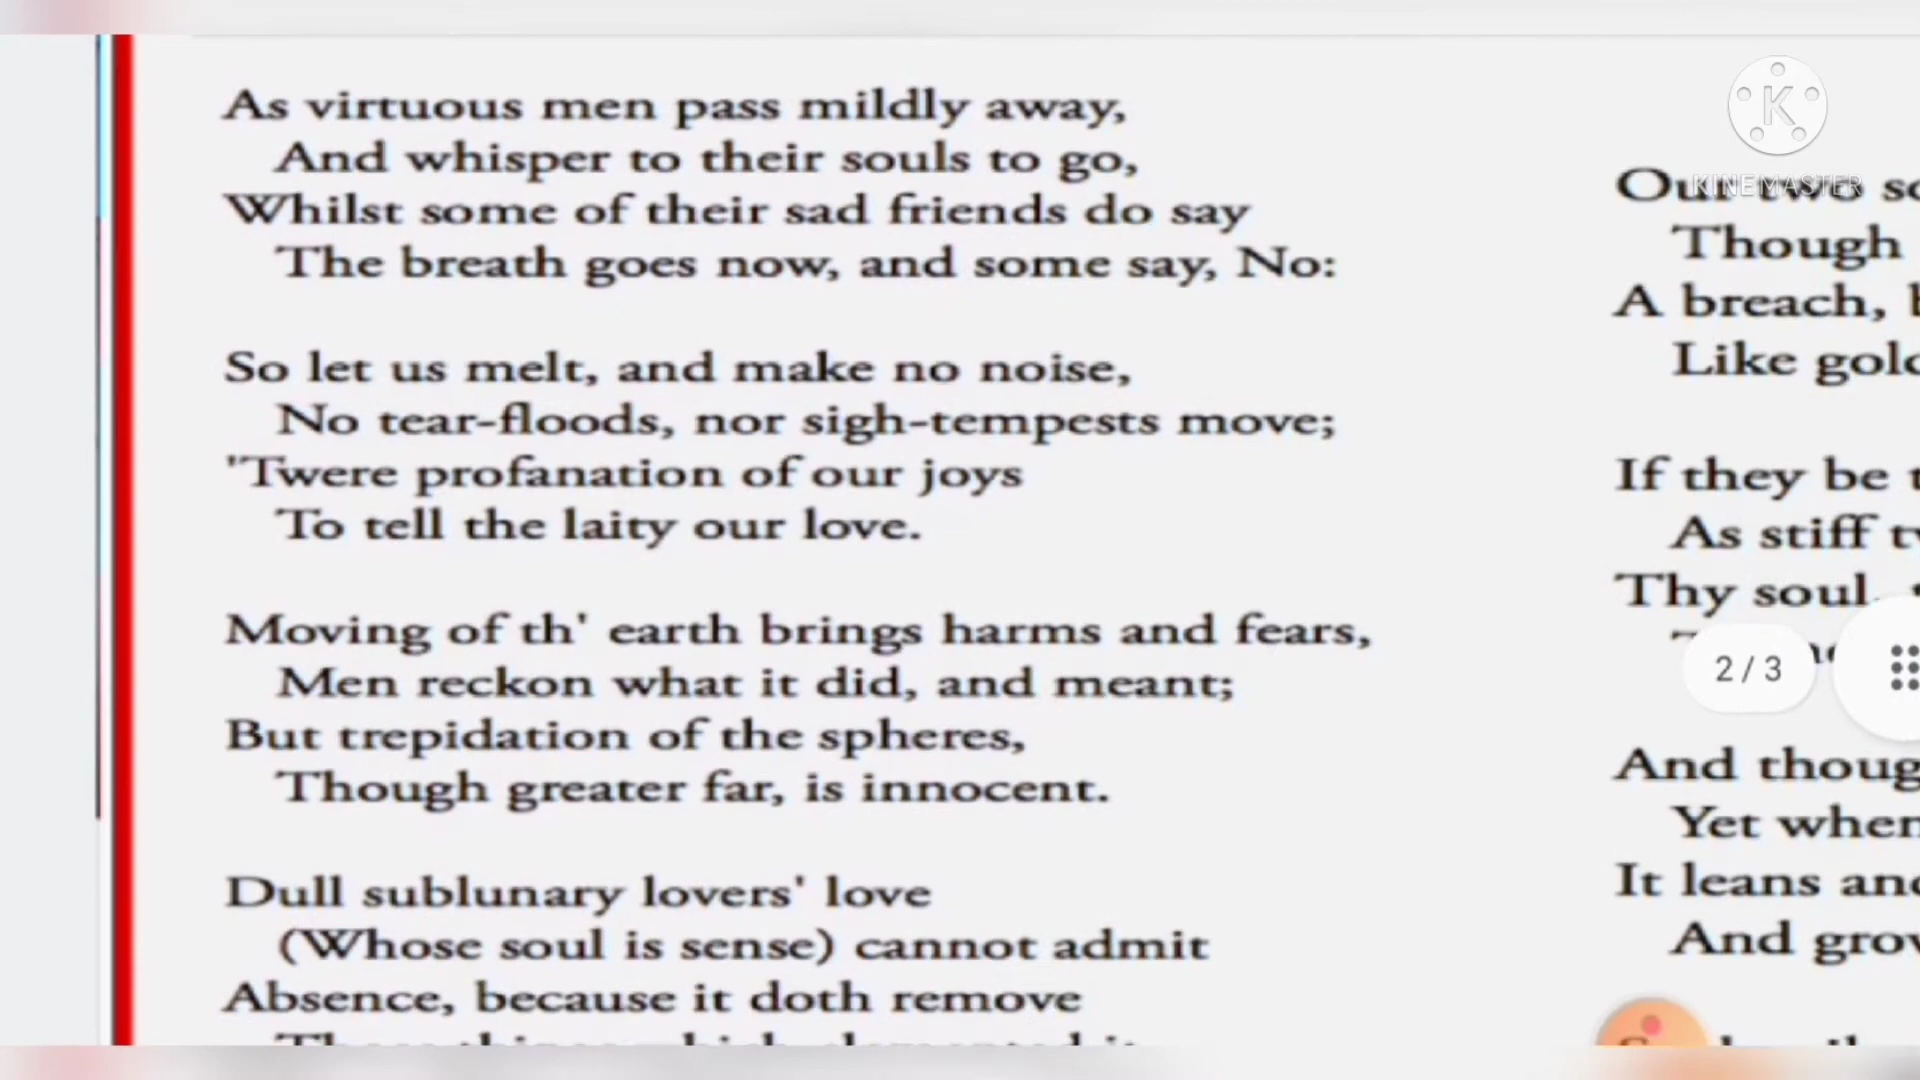 As virtuous men pass mildly away,
And whisper to their souls to go,
Whilst some of their sad friends do say
The breath goes now, and some say, No:
So let us melt, and make no noise,
No tear-floods, nor sigh-tempests move;
'Twere profanation of our joys
To tell the laity our love.
Moving of th' earth brings harms and fears,
Men reckon what it did, and meant;
But trepidation of the spheres,
Though greater far, is innocent.
Dull sublunary lovers' love
(Whose soul is sense) cannot admit
Absence, because it doth remove
K
KINEMASTER
Our two
Though
A breach,
Like gold
If they be
As stiff
Thy soul,
2 / 3
And though
Yet when
It leans and
And grow